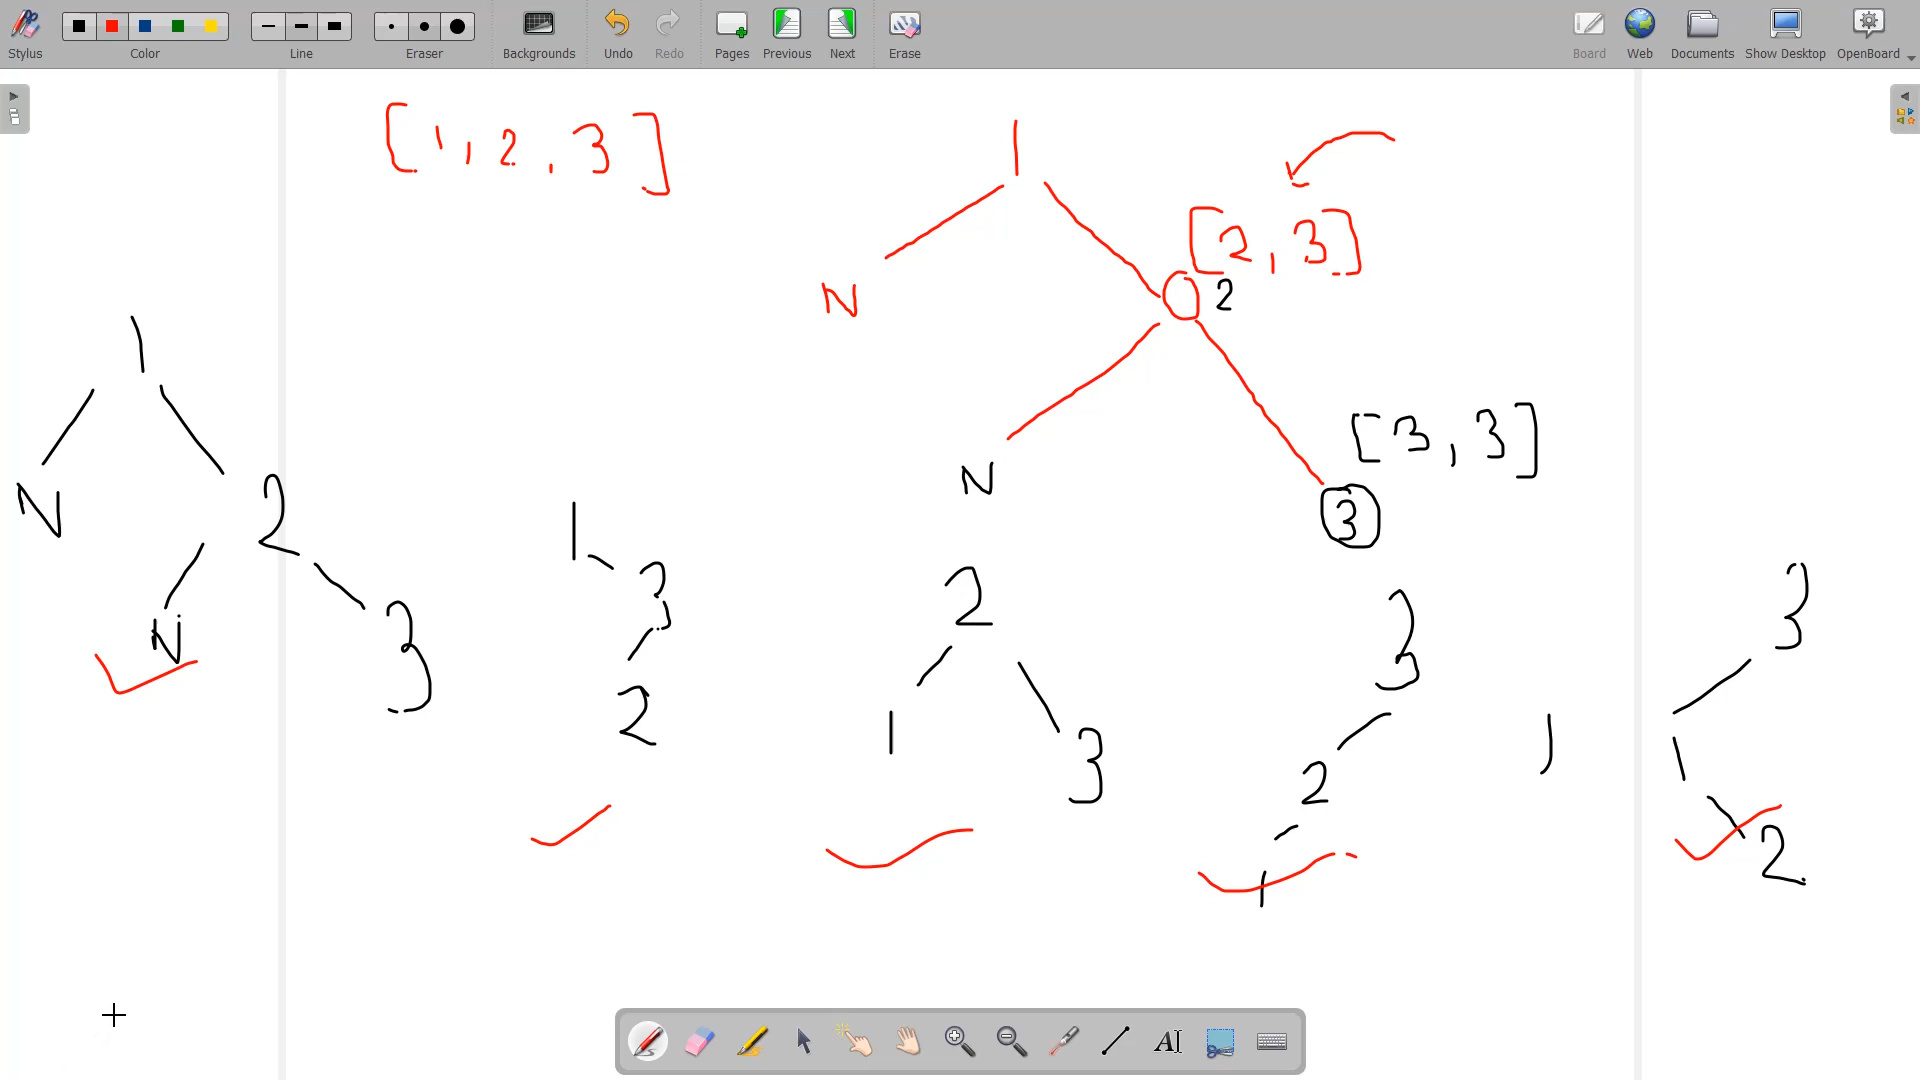 Stylus
Color
Line
Eraser
Backgrounds
Undo
Redo
Pages
Previous
Next
Erase
Board
Web
Documents
Show Desktop
OpenBoard
[1, 2, 3]
1
[2, 3]
N
2
[3, 3]
N
3
1
N
2
N
3
1
3
2
2
1
3
3
2
1
1
3
1
2
A